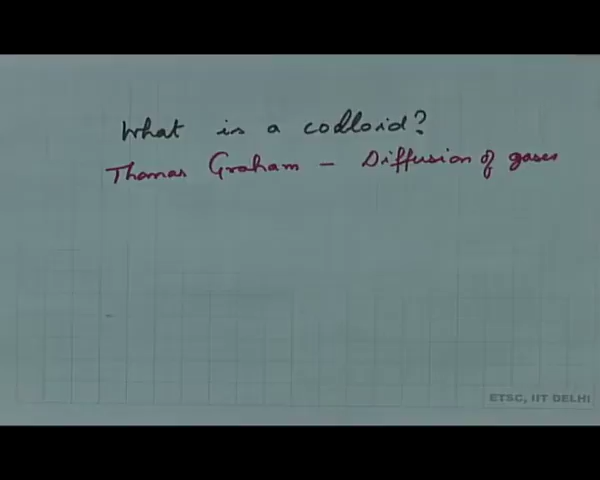 What is a colloid?
Thomas Graham - Diffusion of gases
ETSC, IIT DELHI